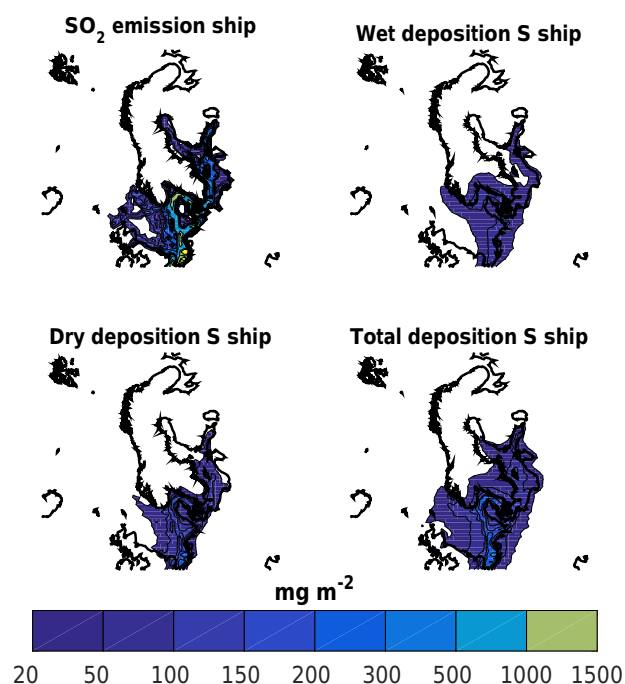 SO₂ emission ship
Wet deposition S ship
Dry deposition S ship
Total deposition S ship
mg m⁻²
20 50 100 150 200 300 500 1000 1500